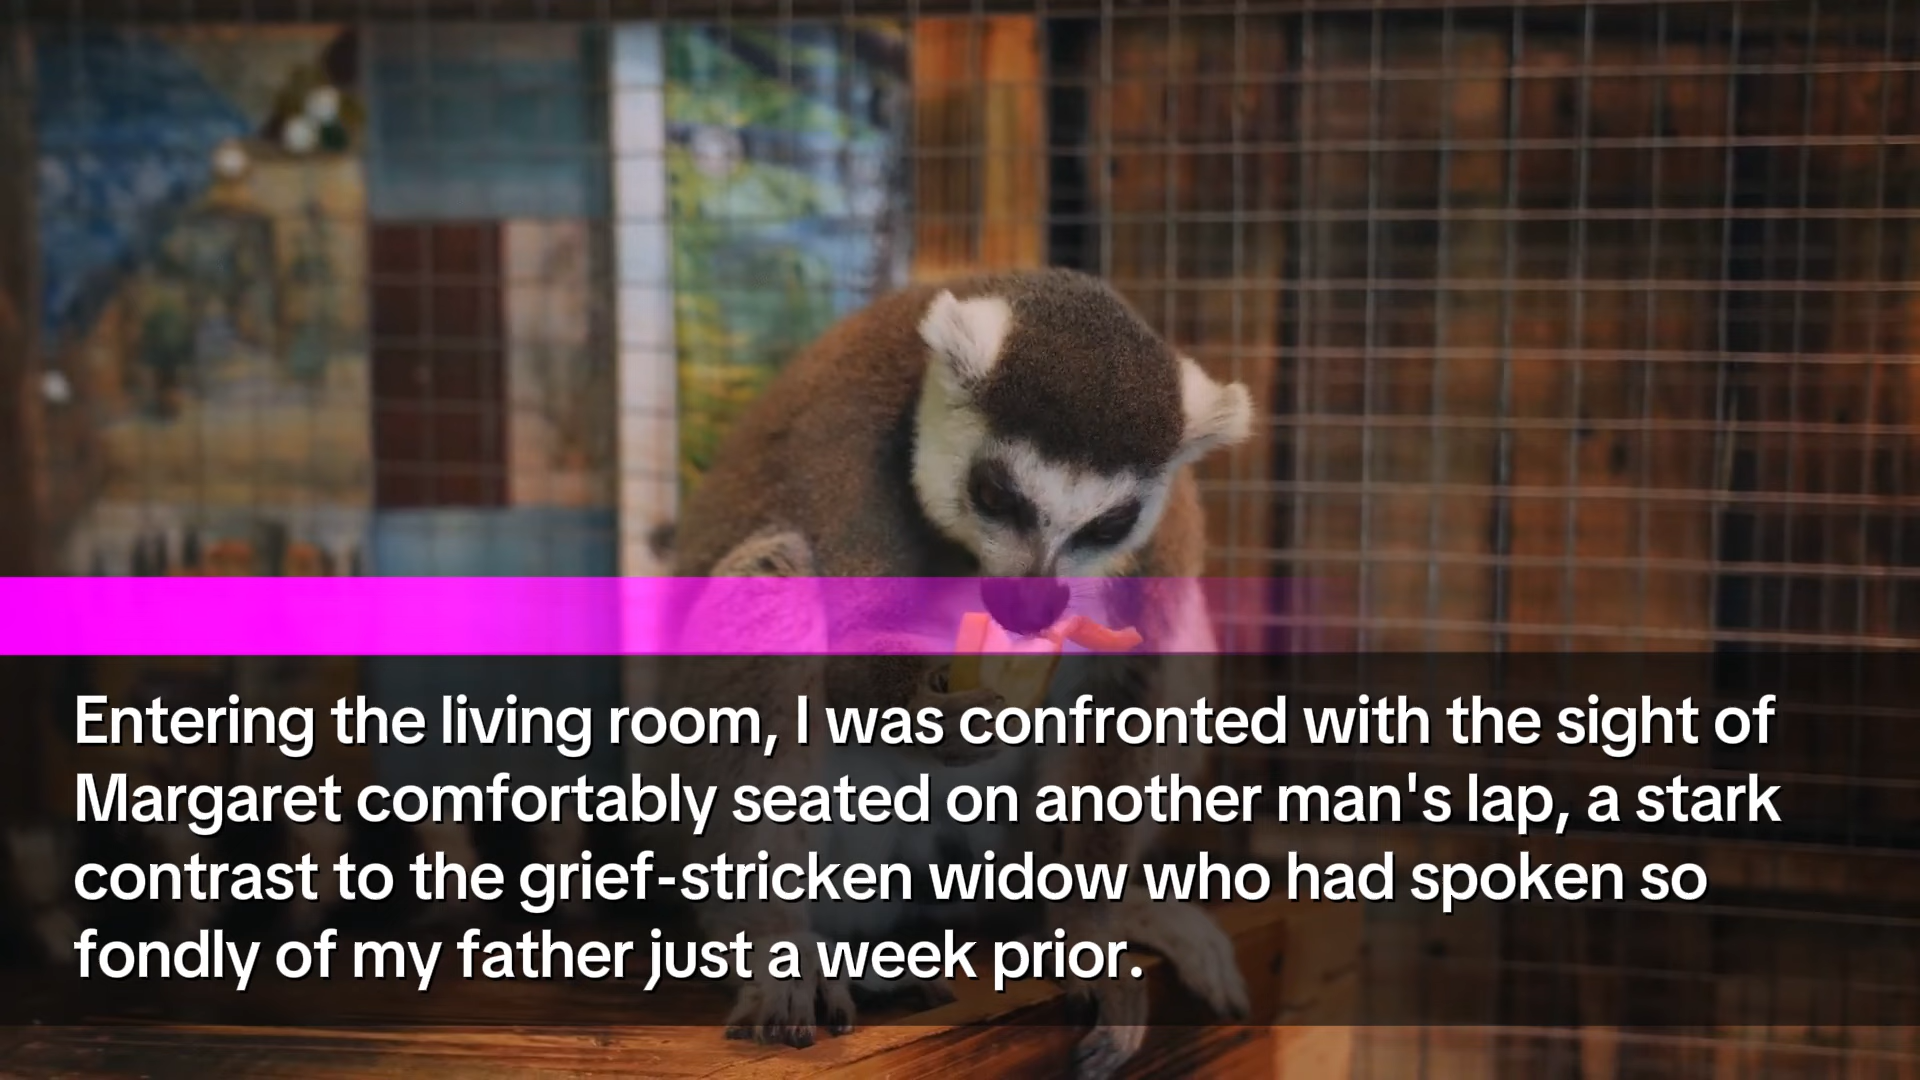 Entering the living room, I was confronted with the sight of
Margaret comfortably seated on another man's lap, a stark
contrast to the grief-stricken widow who had spoken so
fondly of my father just a week prior.